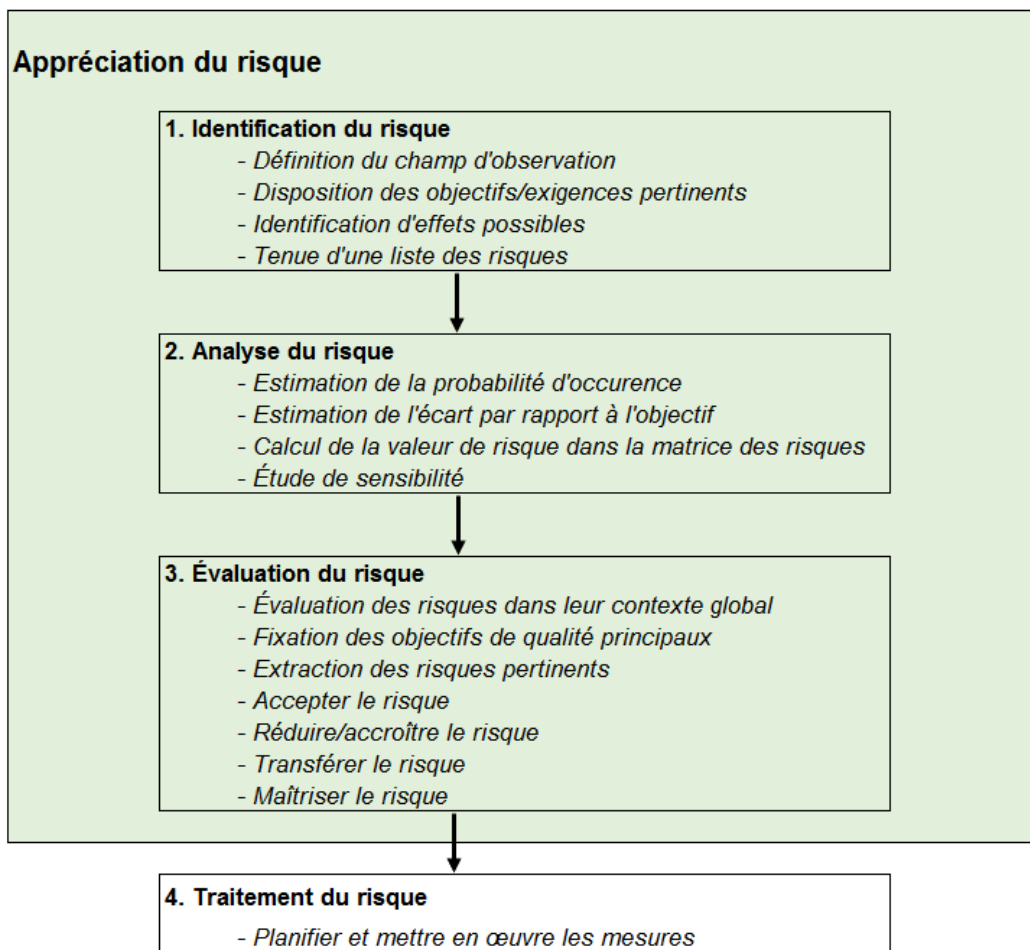 Appréciation du risque
1. Identification du risque
- Définition du champ d'observation
- Disposition des objectifs/exigences pertinents
- Identification d'effets possibles
- Tenue d'une liste des risques
2. Analyse du risque
- Estimation de la probabilité d'occurence
- Estimation de l'écart par rapport à l'objectif
- Calcul de la valeur de risque dans la matrice des risques
- Étude de sensibilité
3. Évaluation du risque
- Évaluation des risques dans leur contexte global
- Fixation des objectifs de qualité principaux
- Extraction des risques pertinents
- Accepter le risque
- Réduire/accroître le risque
- Transférer le risque
- Maîtriser le risque
4. Traitement du risque
- Planifier et mettre en œuvre les mesures